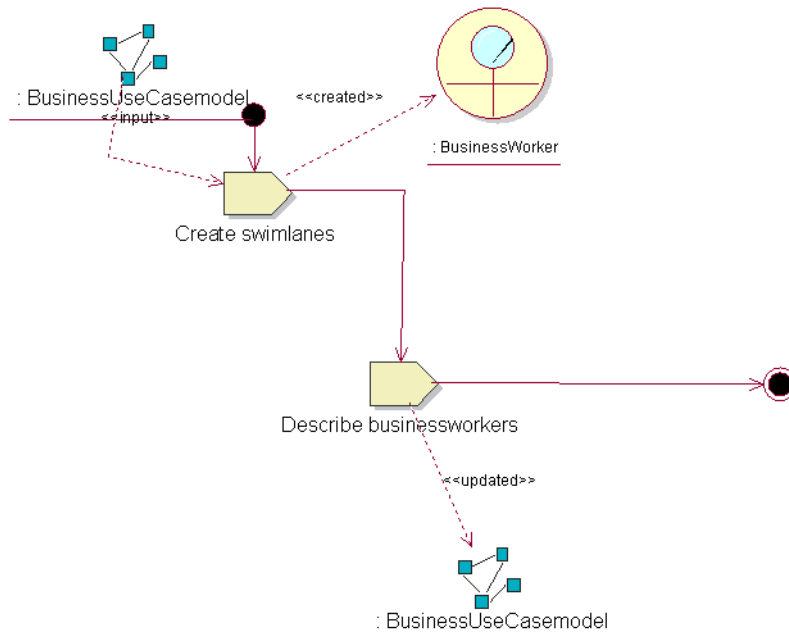 : BusinessUseCasemodel
<<created>>
<<input>>
: BusinessWorker
Create swimlanes
Describe businessworkers
<<updated>>
: BusinessUseCasemodel